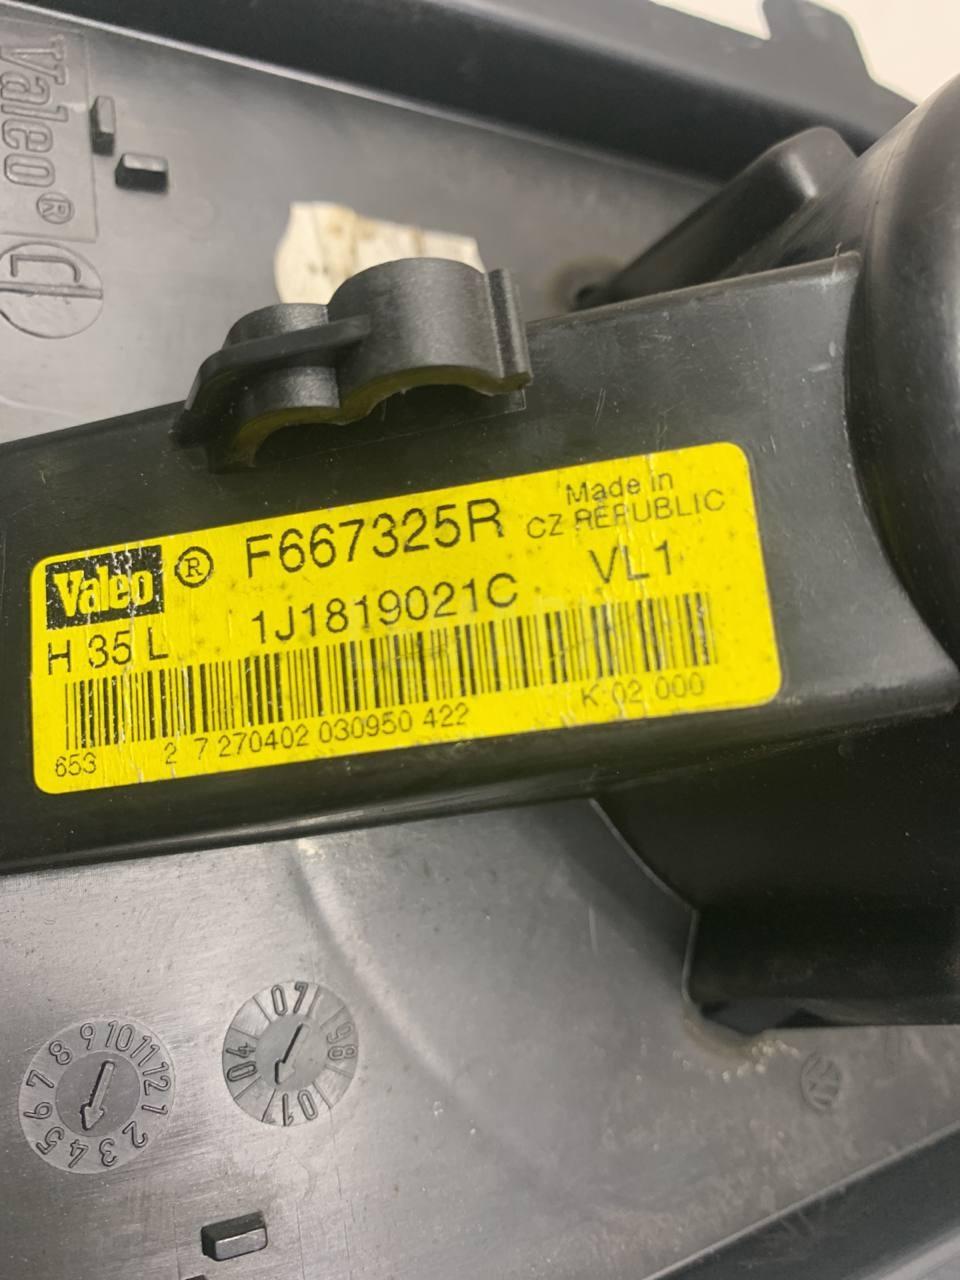 Valeo®
C
Valeo ® F667325R Made in
CZ REPUBLIC
H 35 L 1J1819021C VL1
653 2 7 270402 030950 422 K 02 000
1 2 3 4 5 6 7 8 9 10 11 12
98 01 04 07